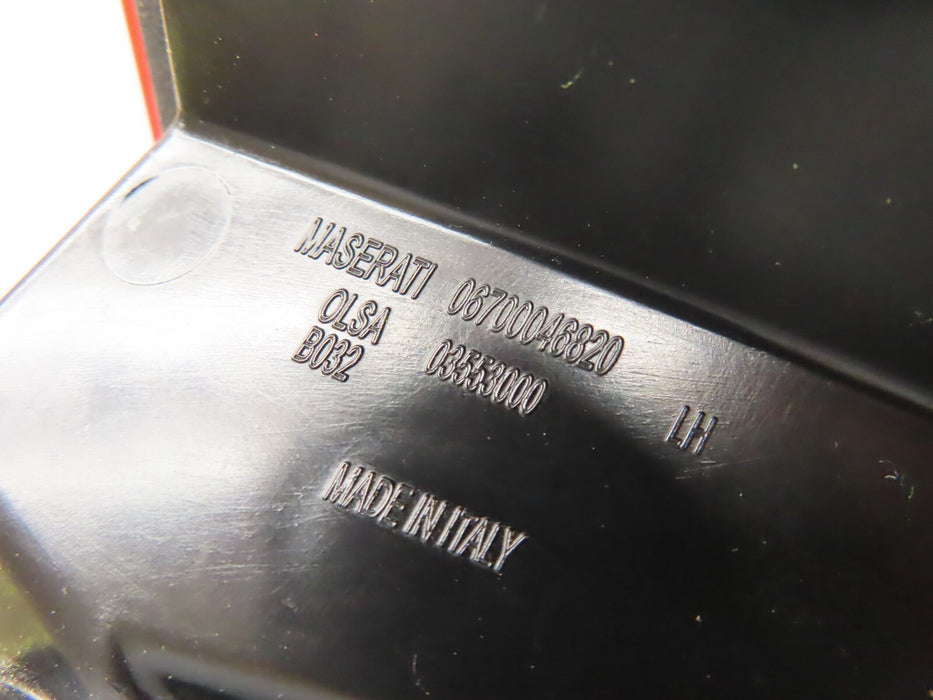 MASERATI 06700046820
OLSA 03553000
B032
LH
MADE IN ITALY